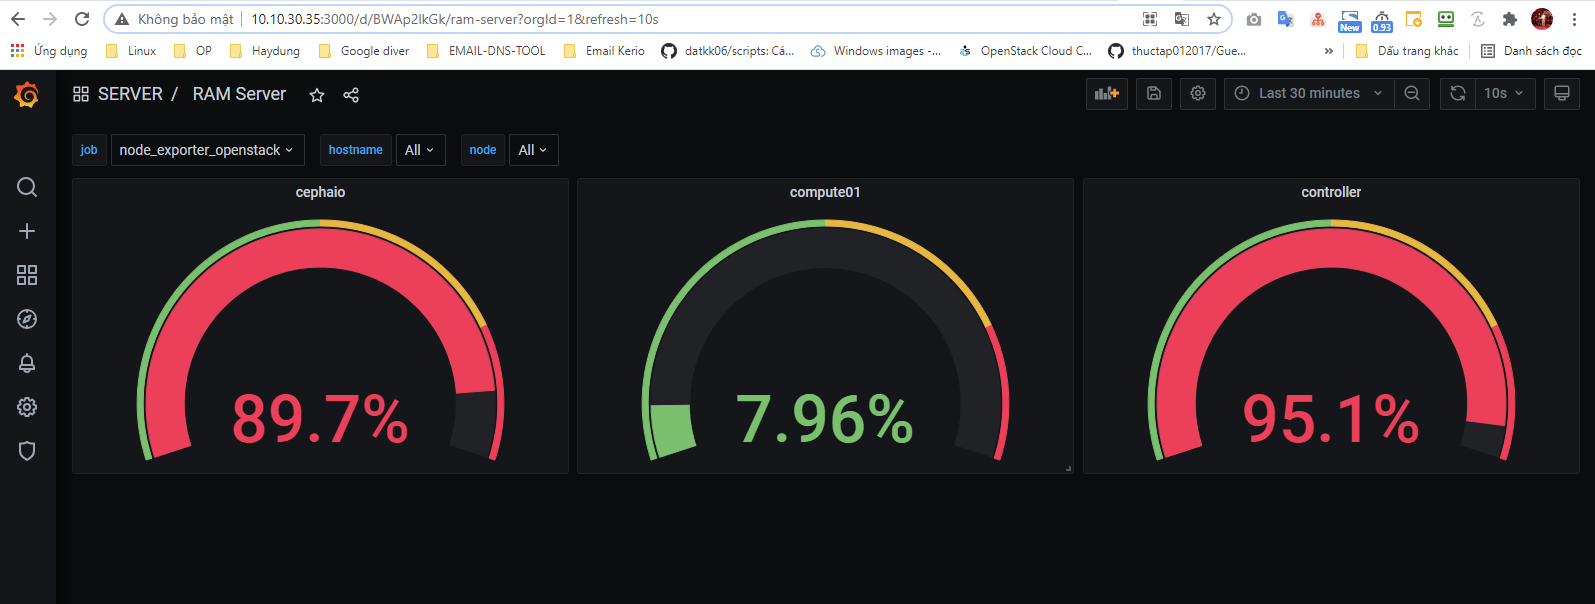 Không bảo mật | 10.10.30.35:3000/d/BWAp2IkGk/ram-server?orgId=1&refresh=10s New 0.93
Ứng dụng Linux OP Haydung Google diver EMAIL-DNS-TOOL Email Kerio datkk06/scripts: Cá... Windows images -... OpenStack Cloud C... thuctap012017/Gue... » Dấu trang khác Danh sách đọc
SERVER / RAM Server Last 30 minutes 10s
job node_exporter_openstack hostname All node All
cephaio compute01 controller
89.7% 7.96% 95.1%